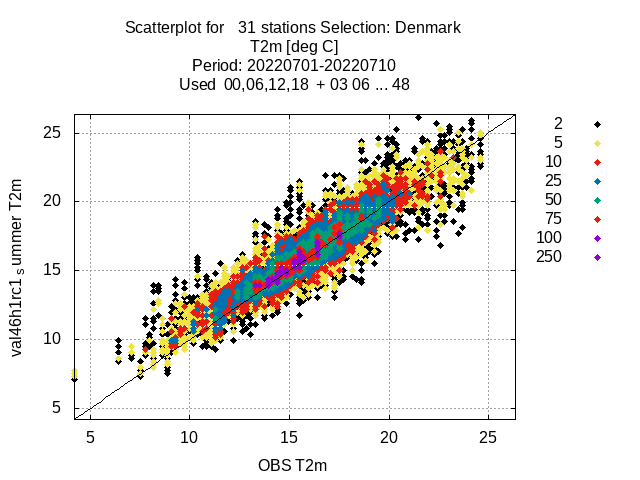 Scatterplot for 31 stations Selection: Denmark
T2m [deg C]
Period: 20220701-20220710
Used 00,06,12,18 + 03 06 ... 48
val46h1rc1 s ummer T2m
25
20
15
10
5
5 10 15 20 25
OBS T2m
2
5
10
25
50
75
100
250